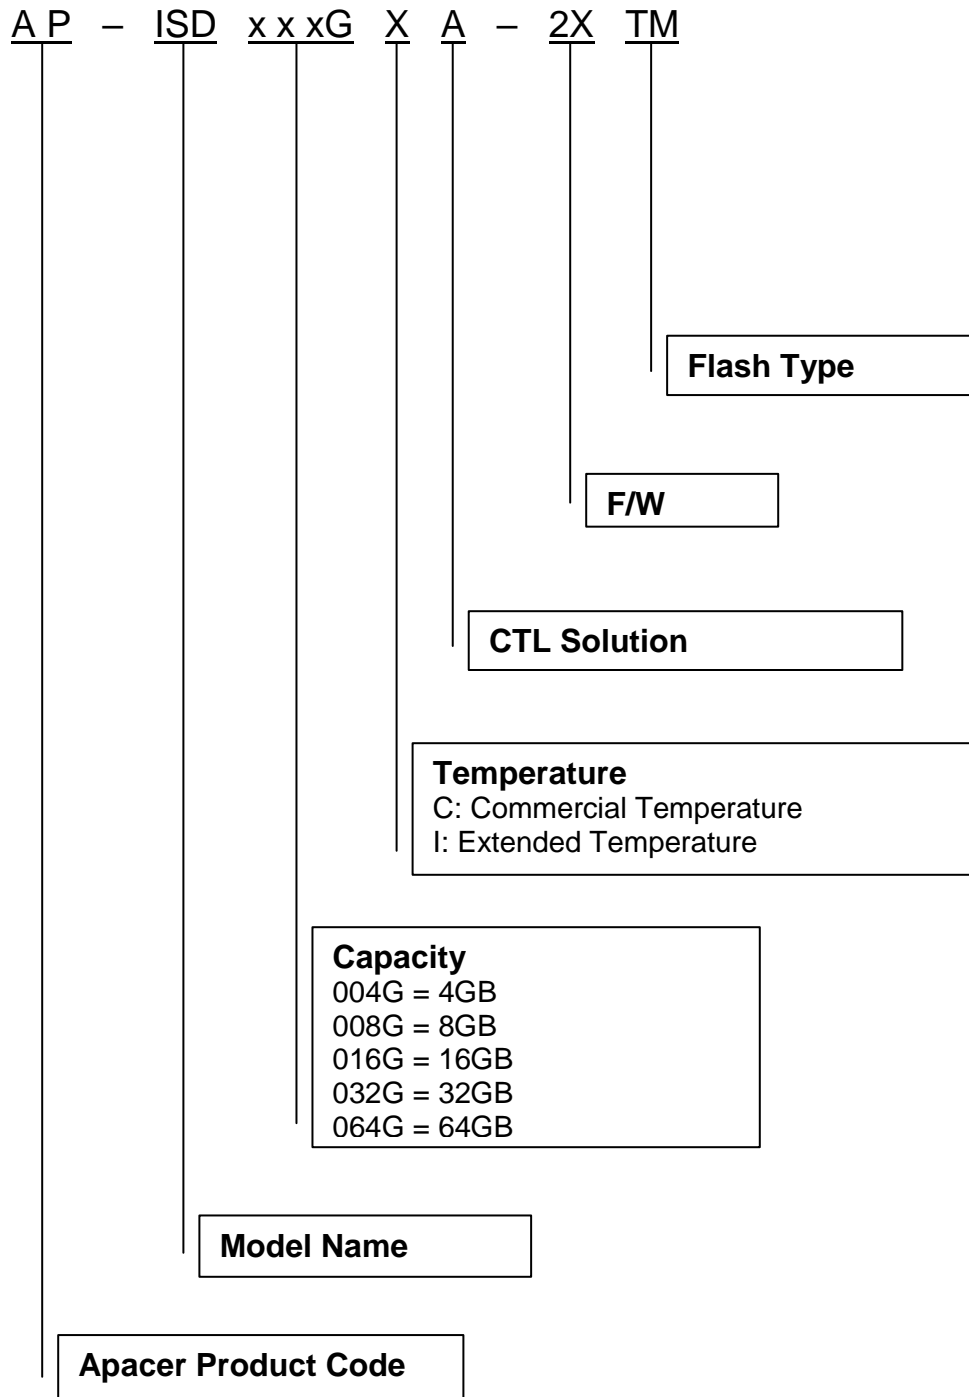 A P – ISD x x xG X A – 2X TM
Flash Type
F/W
CTL Solution
Temperature
C: Commercial Temperature
I: Extended Temperature
Capacity
004G = 4GB
008G = 8GB
016G = 16GB
032G = 32GB
064G = 64GB
Model Name
Apacer Product Code